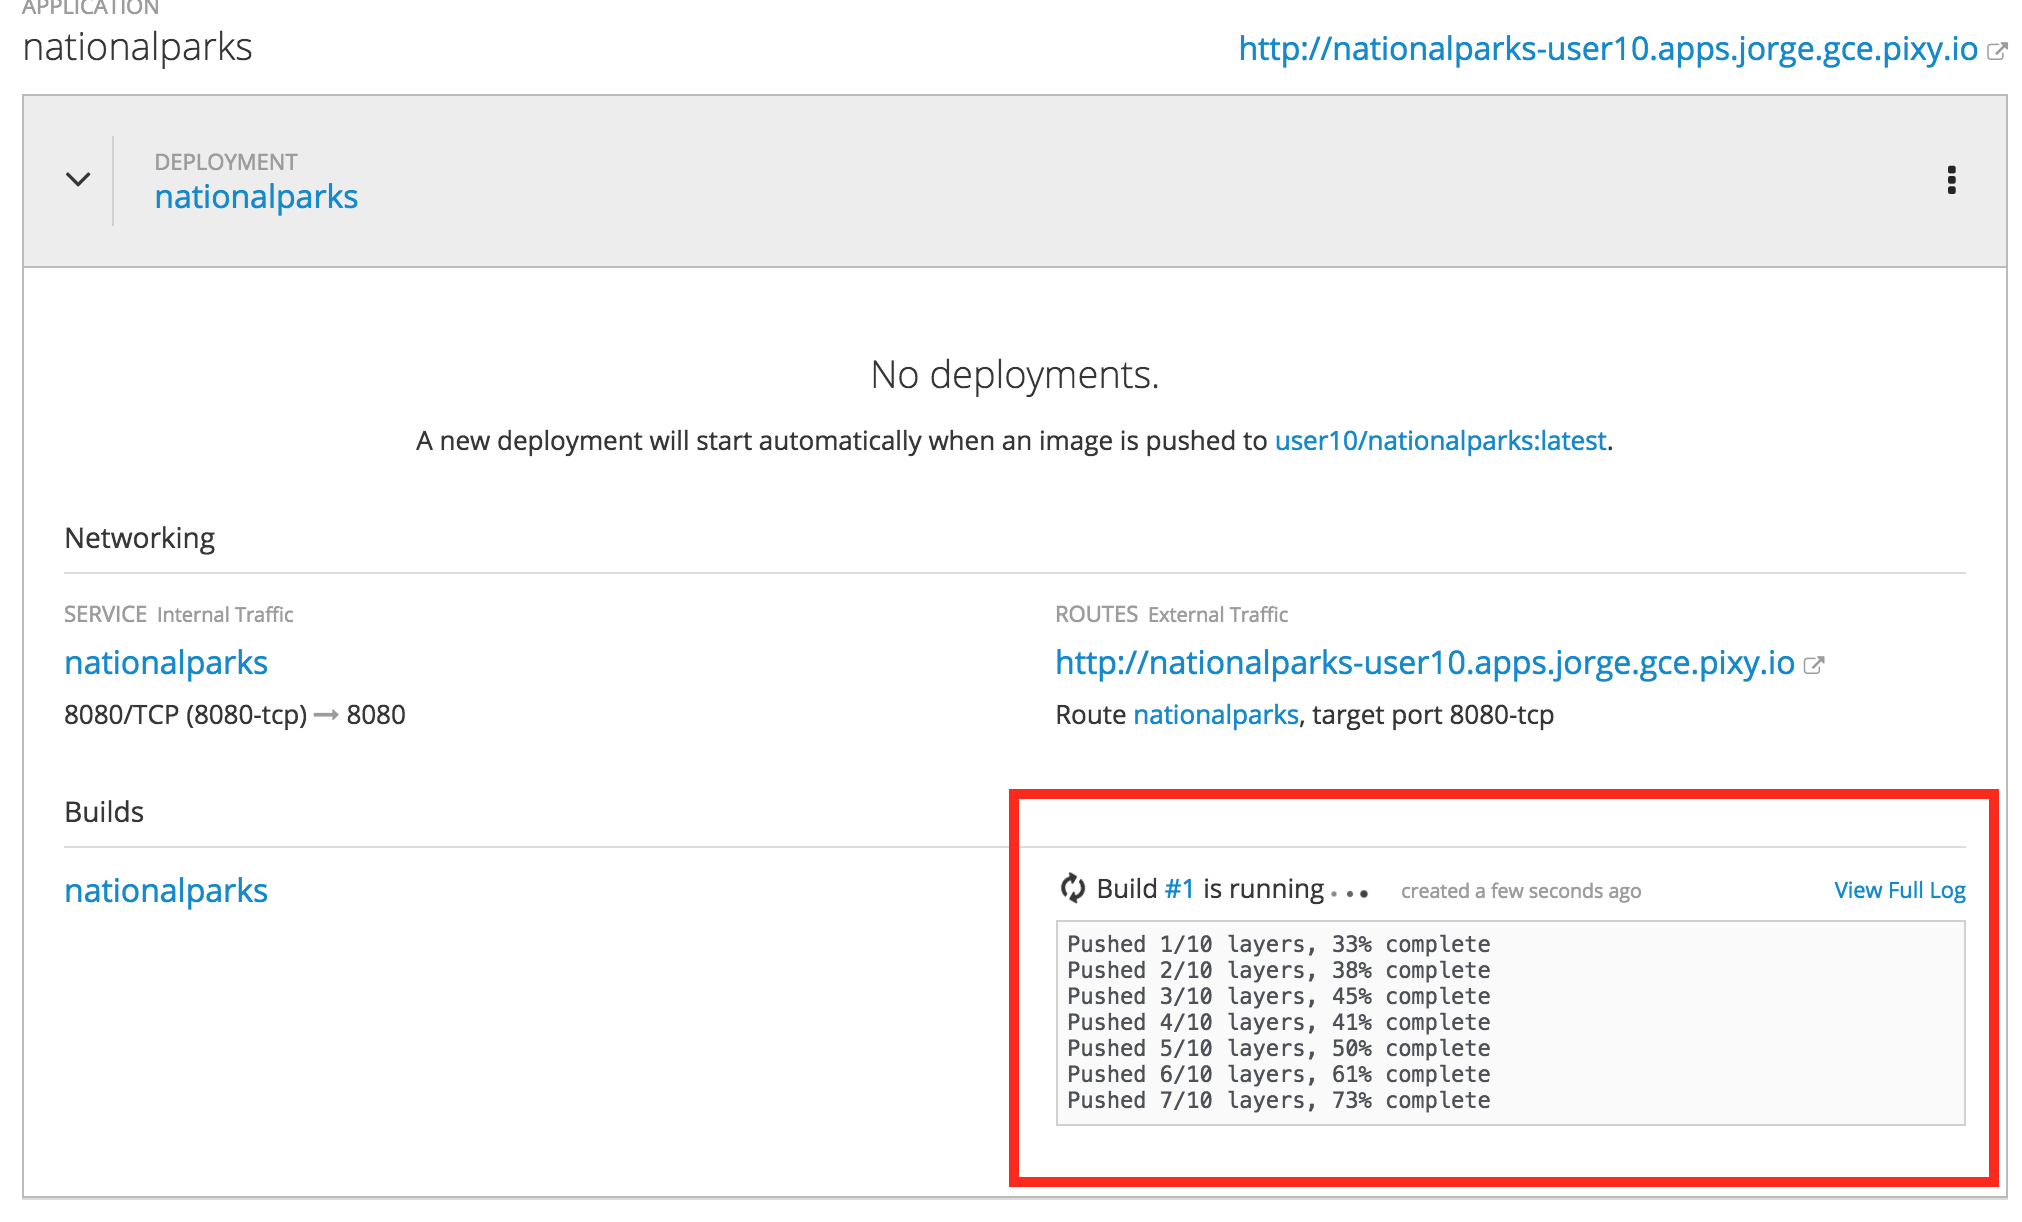 APPLICATION
nationalparks
http://nationalparks-user10.apps.jorge.gce.pixy.io
DEPLOYMENT
nationalparks
No deployments.
A new deployment will start automatically when an image is pushed to user10/nationalparks:latest.
Networking
SERVICE Internal Traffic
nationalparks
8080/TCP (8080-tcp) → 8080
ROUTES External Traffic
http://nationalparks-user10.apps.jorge.gce.pixy.io
Route nationalparks, target port 8080-tcp
Builds
nationalparks
Build #1 is running... created a few seconds ago View Full Log
Pushed 1/10 layers, 33% complete
Pushed 2/10 layers, 38% complete
Pushed 3/10 layers, 45% complete
Pushed 4/10 layers, 41% complete
Pushed 5/10 layers, 50% complete
Pushed 6/10 layers, 61% complete
Pushed 7/10 layers, 73% complete